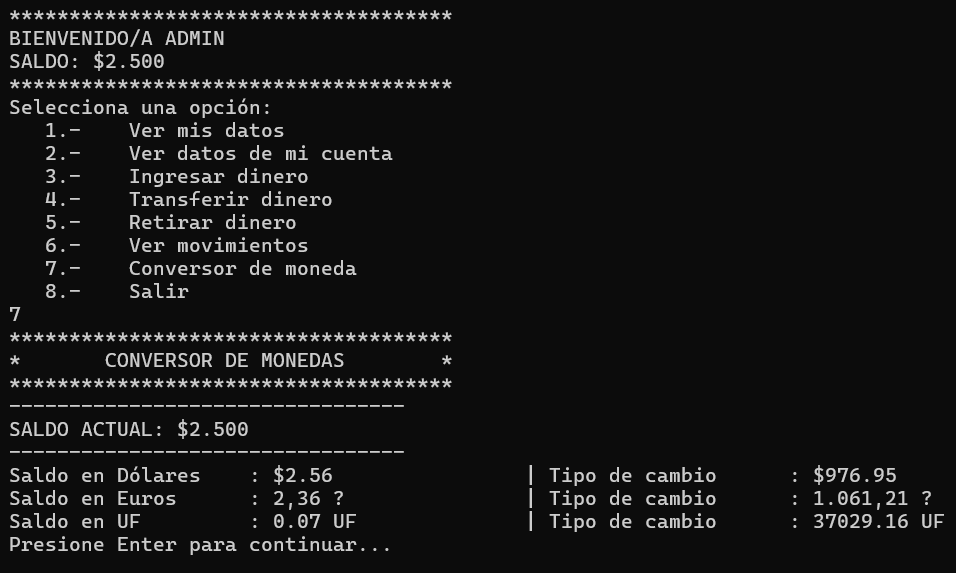 *************************************
BIENVENIDO/A ADMIN
SALDO: $2.500
*************************************
Selecciona una opción:
   1.-    Ver mis datos
   2.-    Ver datos de mi cuenta
   3.-    Ingresar dinero
   4.-    Transferir dinero
   5.-    Retirar dinero
   6.-    Ver movimientos
   7.-    Conversor de moneda
   8.-    Salir
7
*************************************
*       CONVERSOR DE MONEDAS        *
*************************************
---------------------------------
SALDO ACTUAL: $2.500
---------------------------------
Saldo en Dólares    : $2.56                | Tipo de cambio      : $976.95
Saldo en Euros      : 2,36 ?               | Tipo de cambio      : 1.061,21 ?
Saldo en UF         : 0.07 UF              | Tipo de cambio      : 37029.16 UF
Presione Enter para continuar...